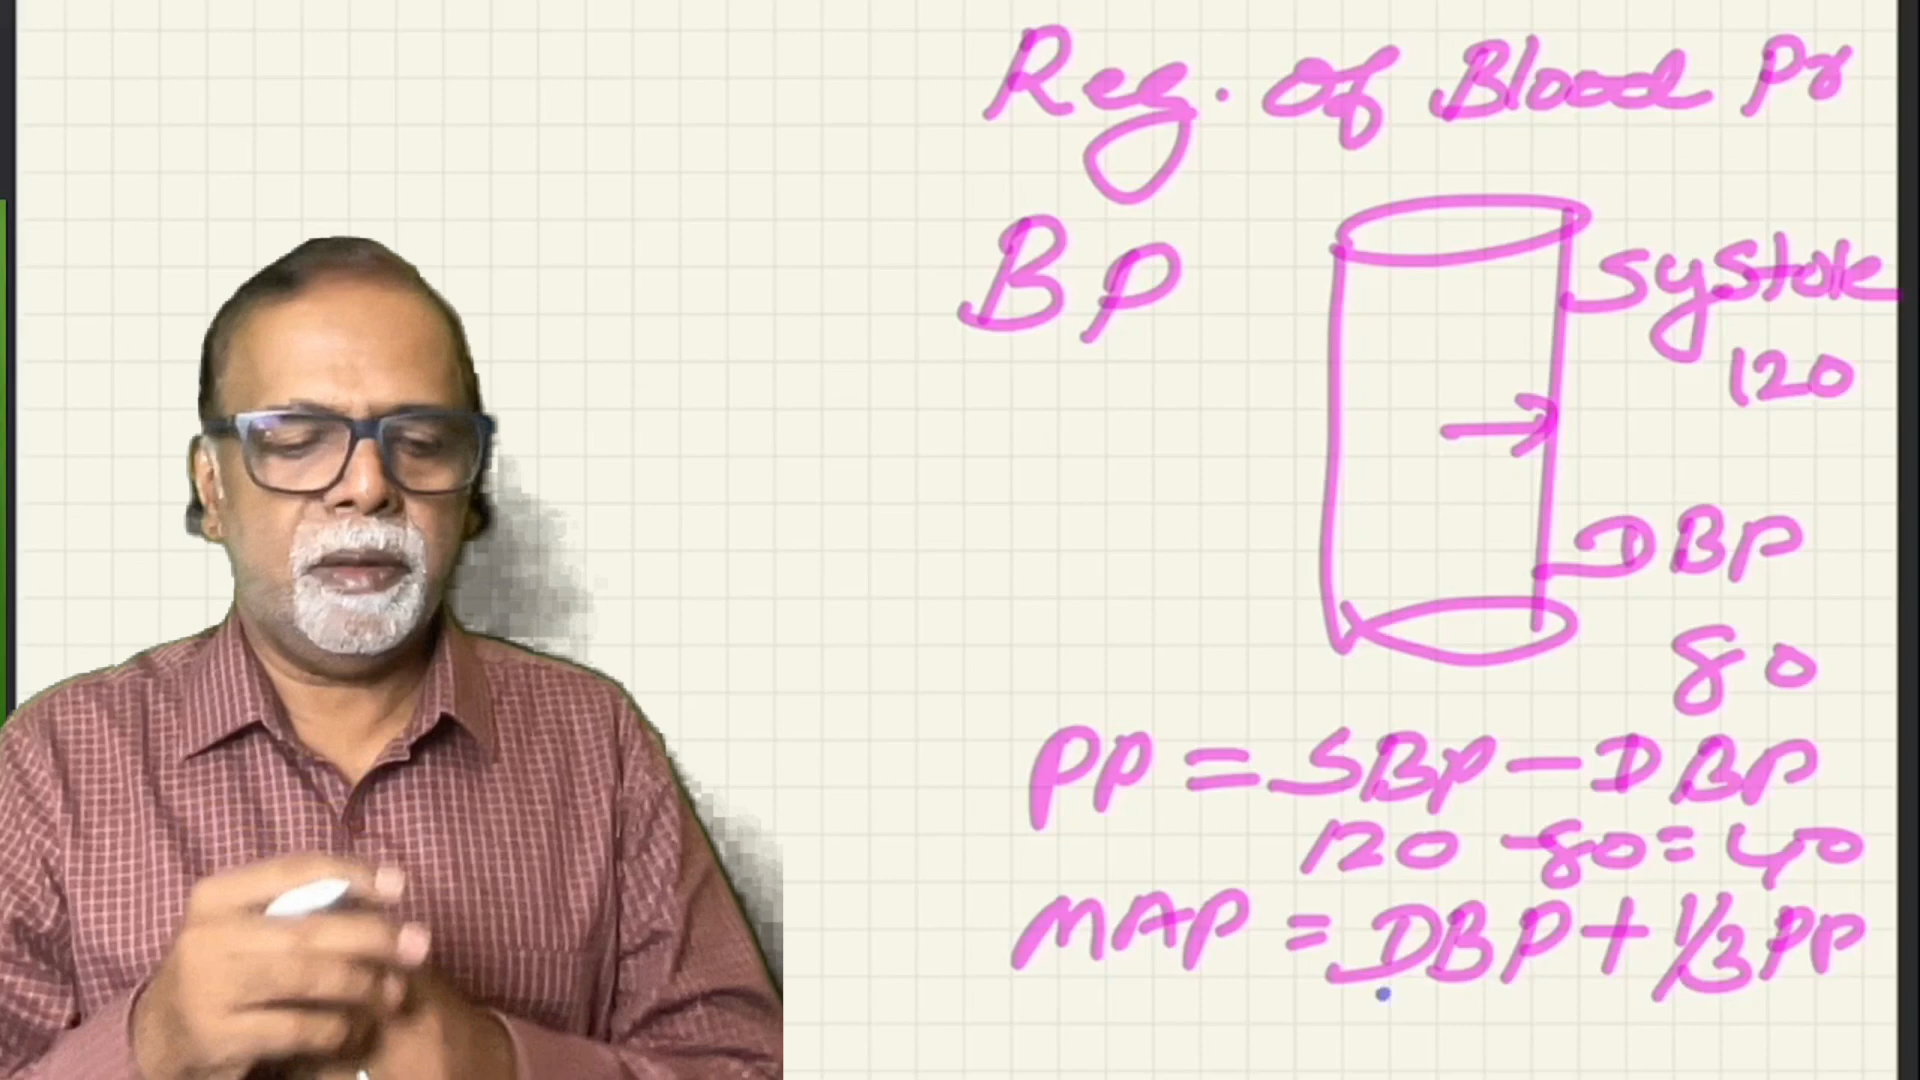 Reg. of Blood Pr
BP
Systole
120
DBP
80
PP = SBP - DBP
120 - 80 = 40
MAP = DBP + 1/3 PP